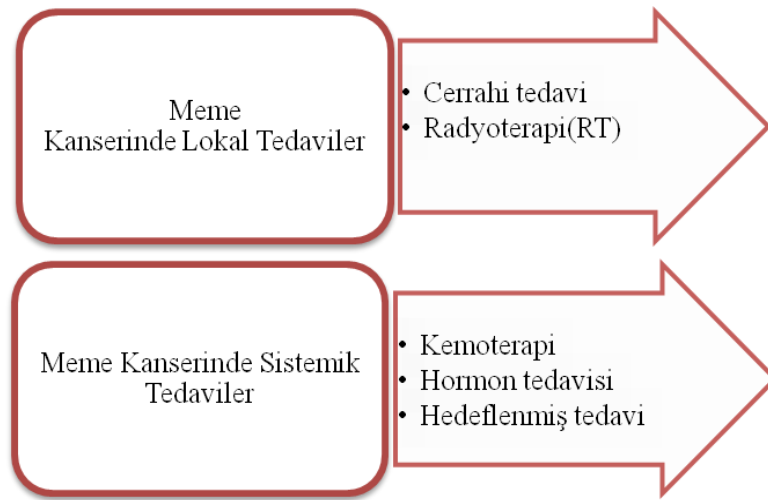 Meme
Kanserinde Lokal Tedaviler
• Cerrahi tedavi
• Radyoterapi(RT)
Meme Kanserinde Sistemik
Tedaviler
• Kemoterapi
• Hormon tedavisi
• Hedeflenmiş tedavi